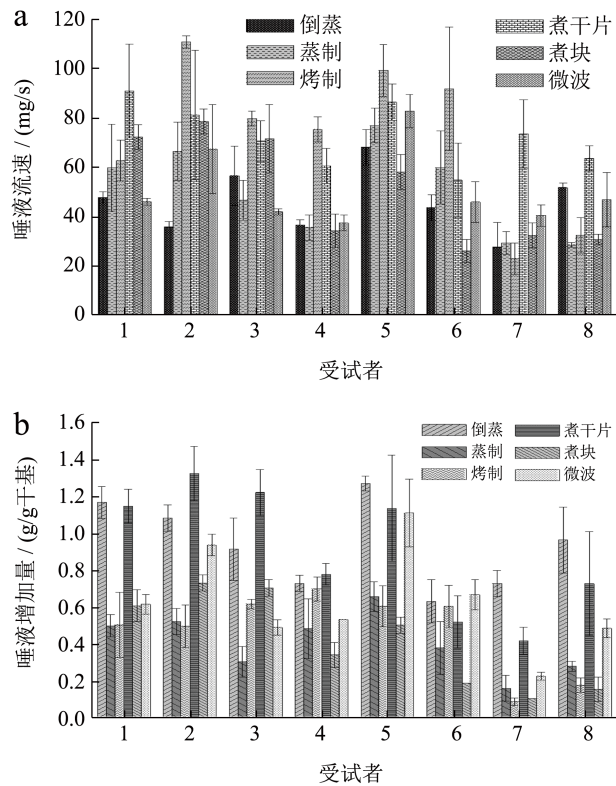 a
倒蒸 煮干片
蒸制 煮块
烤制 微波
唾液流速 / (mg/s)
120
100
80
60
40
20
0
1 2 3 4 5 6 7 8
受试者
b
倒蒸 煮干片
蒸制 煮块
烤制 微波
唾液增加量 / (g/g干基)
1.6
1.4
1.2
1.0
0.8
0.6
0.4
0.2
0.0
1 2 3 4 5 6 7 8
受试者